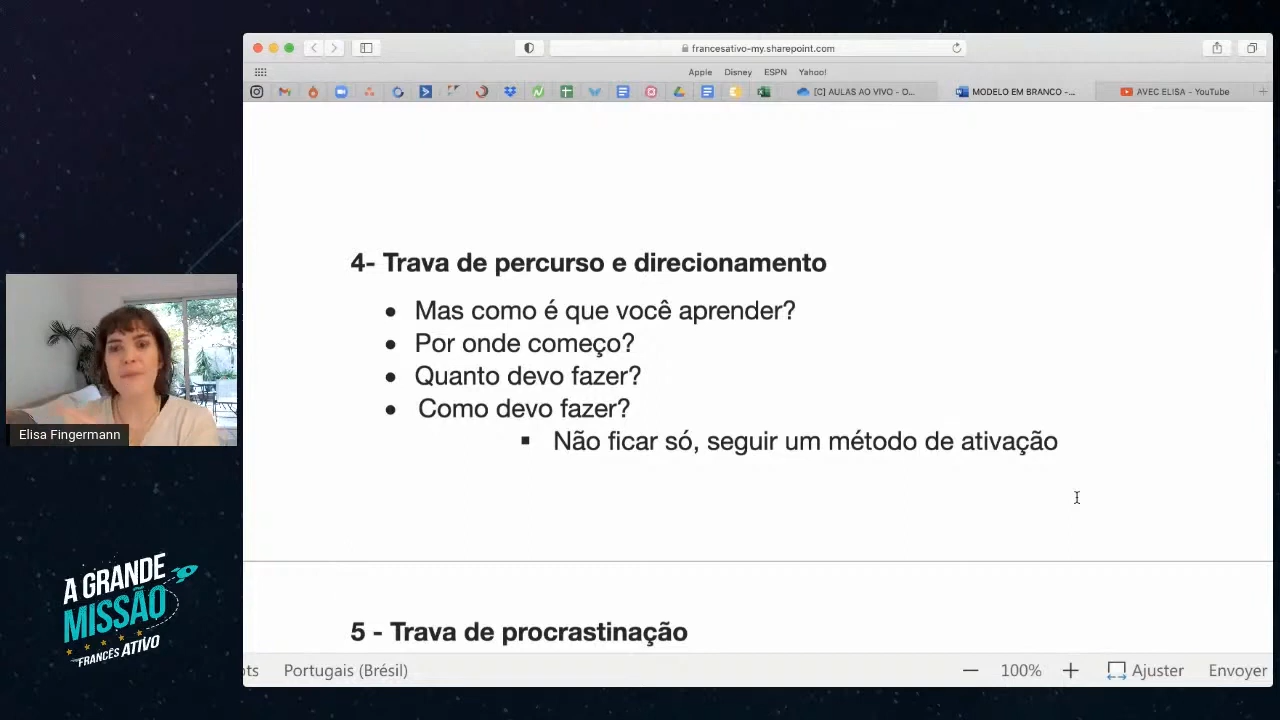 francesativo-my.sharepoint.com
Apple Disney ESPN Yahoo!
[C] AULAS AO VIVO - O...
MODELO EM BRANCO -...
AVEC ELISA - YouTube
4- Trava de percurso e direcionamento
• Mas como é que você aprender?
• Por onde começo?
• Quanto devo fazer?
• Como devo fazer?
▪ Não ficar só, seguir um método de ativação
5 - Trava de procrastinação
ots Portugais (Brésil) 100% Ajuster Envoyer
Elisa Fingermann
A GRANDE
MISSÃO
FRANCÊS ATIVO